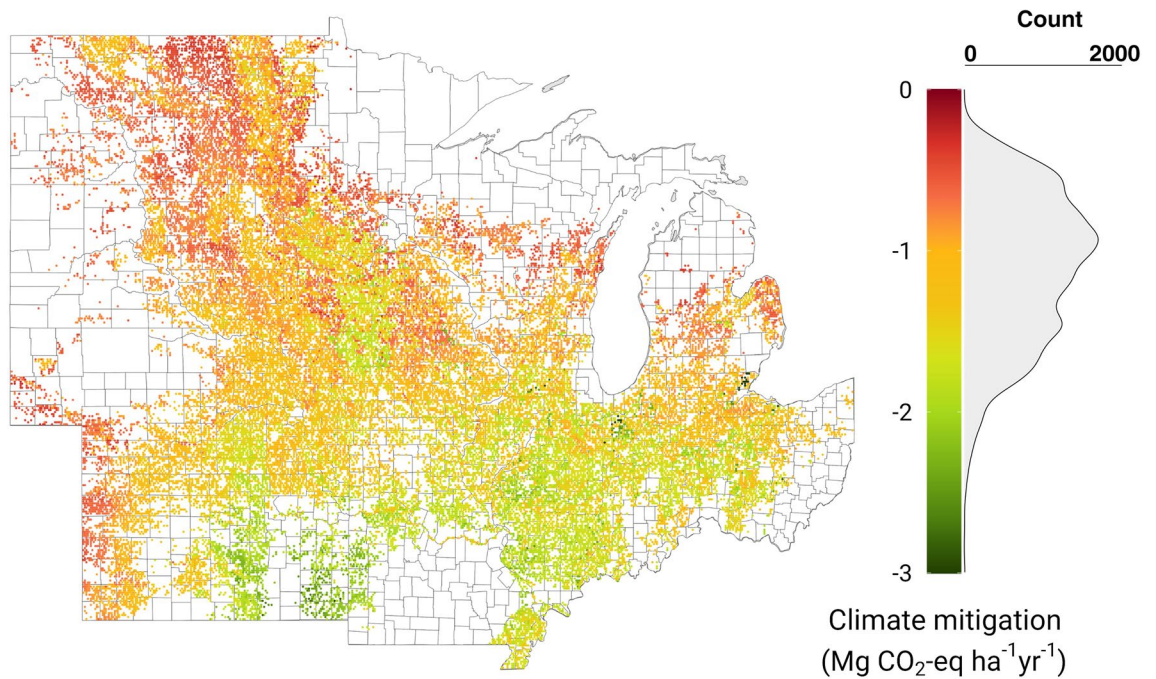 Count
0 2000
0
-1
-2
-3
Climate mitigation
(Mg CO₂-eq ha⁻¹yr⁻¹)